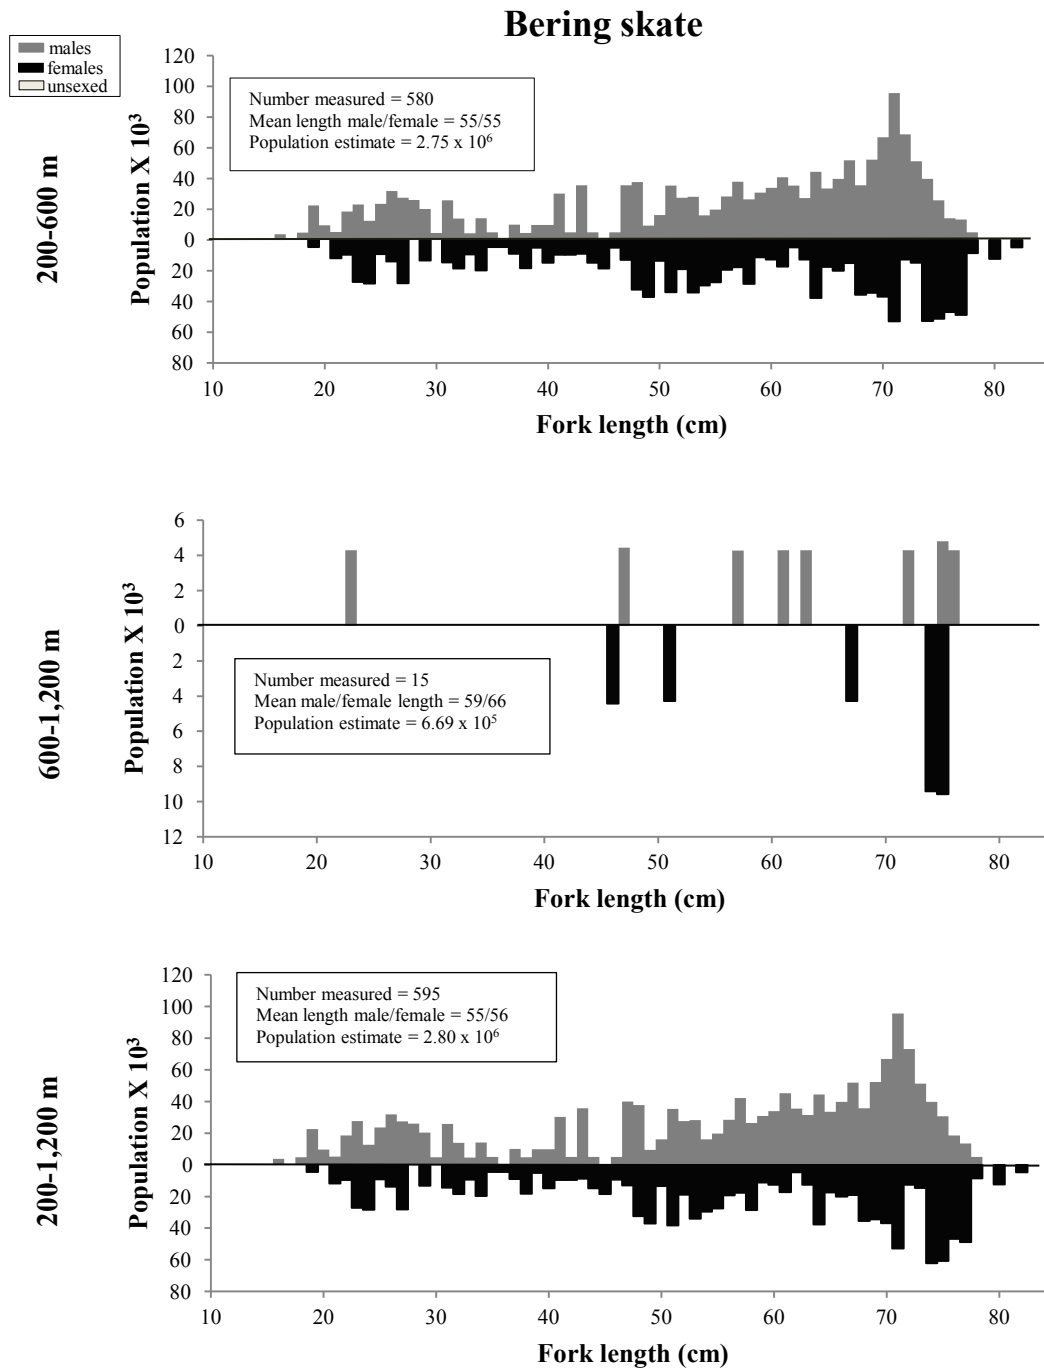 Bering skate
males
females
unsexed
200-600 m
Population X 10³
120
100
80
60
40
20
0
20
40
60
80
Number measured = 580
Mean length male/female = 55/55
Population estimate = 2.75 x 10⁶
10 20 30 40 50 60 70 80
Fork length (cm)
600-1,200 m
Population X 10³
6
4
2
0
2
4
6
8
10
12
Number measured = 15
Mean male/female length = 59/66
Population estimate = 6.69 x 10⁵
10 20 30 40 50 60 70 80
Fork length (cm)
200-1,200 m
Population X 10³
120
100
80
60
40
20
0
20
40
60
80
Number measured = 595
Mean length male/female = 55/56
Population estimate = 2.80 x 10⁶
10 20 30 40 50 60 70 80
Fork length (cm)